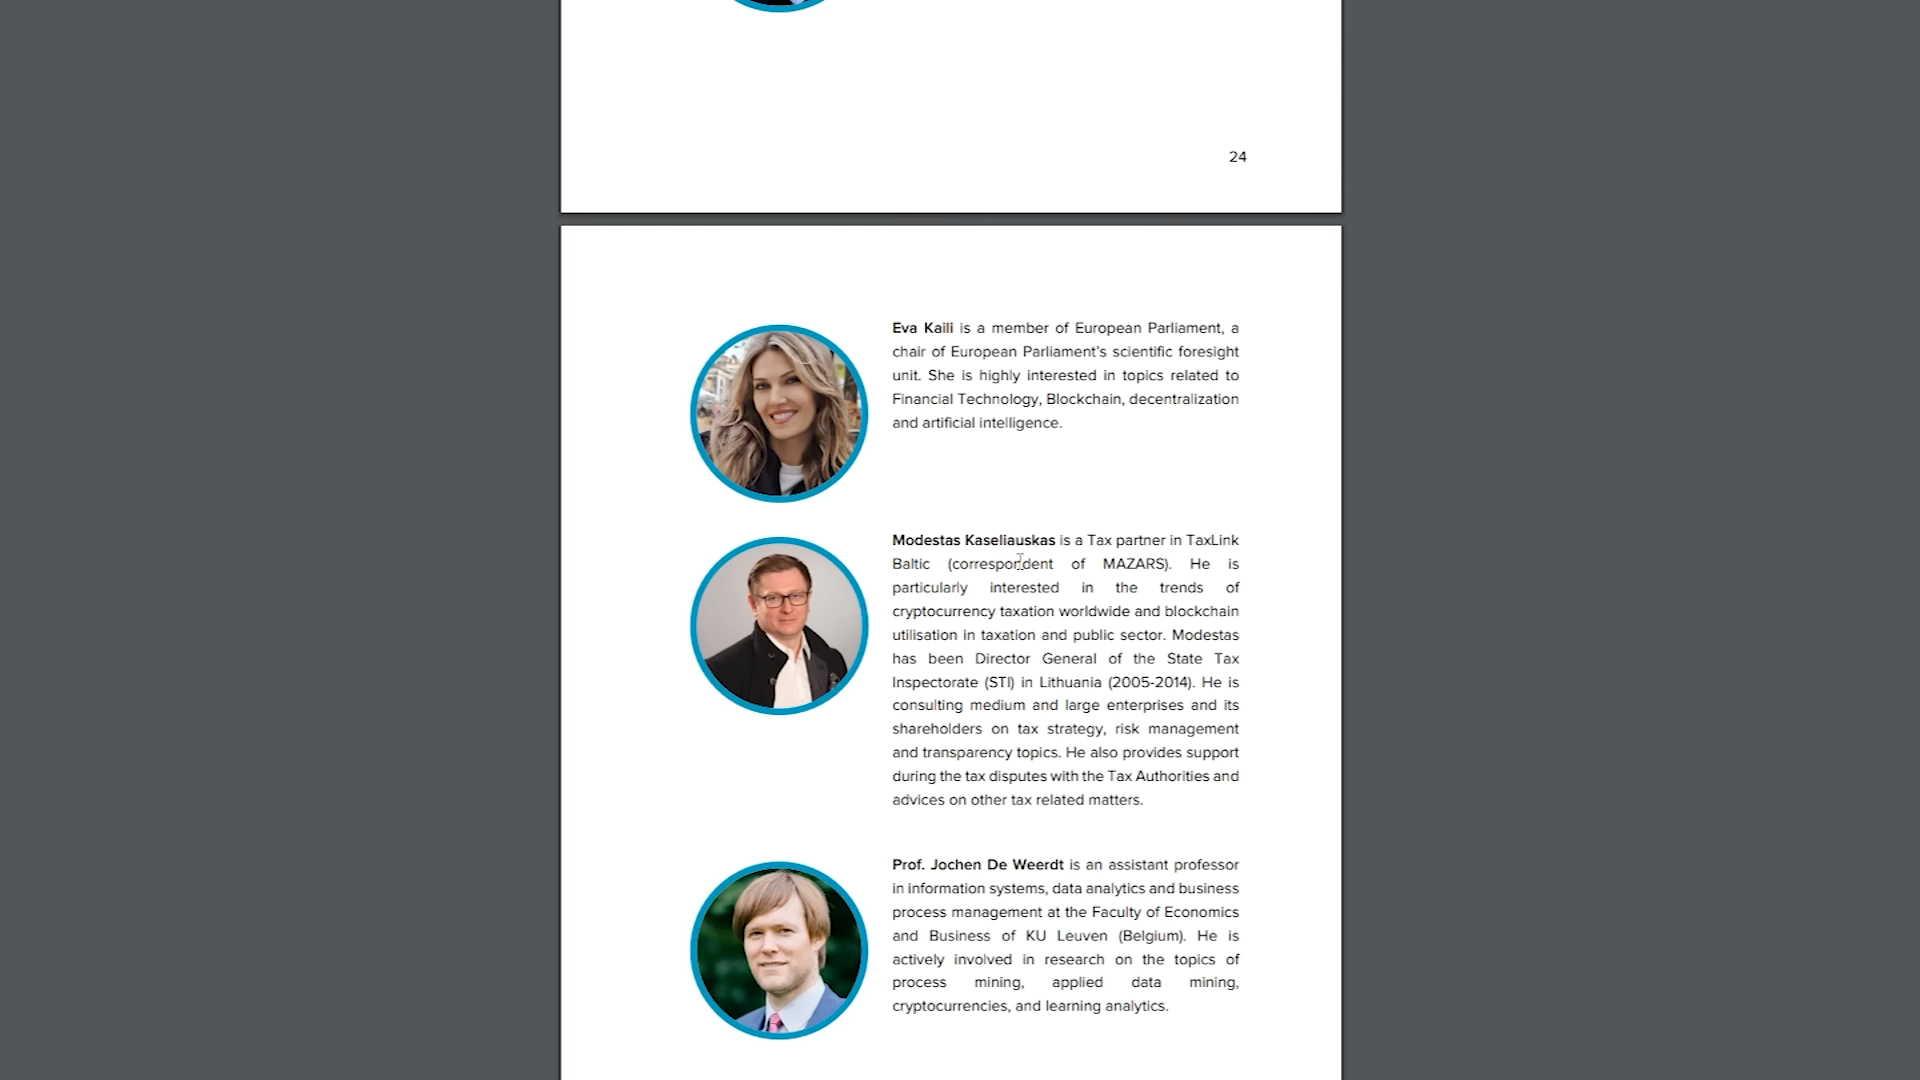 24
Eva Kaili is a member of European Parliament, a
chair of European Parliament's scientific foresight
unit. She is highly interested in topics related to
Financial Technology, Blockchain, decentralization
and artificial intelligence.
Modestas Kaseliauskas is a Tax partner in TaxLink
Baltic (correspondent of MAZARS). He is
particularly interested in the trends of
cryptocurrency taxation worldwide and blockchain
utilisation in taxation and public sector. Modestas
has been Director General of the State Tax
Inspectorate (STI) in Lithuania (2005-2014). He is
consulting medium and large enterprises and its
shareholders on tax strategy, risk management
and transparency topics. He also provides support
during the tax disputes with the Tax Authorities and
advices on other tax related matters.
Prof. Jochen De Weerdt is an assistant professor
in information systems, data analytics and business
process management at the Faculty of Economics
and Business of KU Leuven (Belgium). He is
actively involved in research on the topics of
process mining, applied data mining,
cryptocurrencies, and learning analytics.